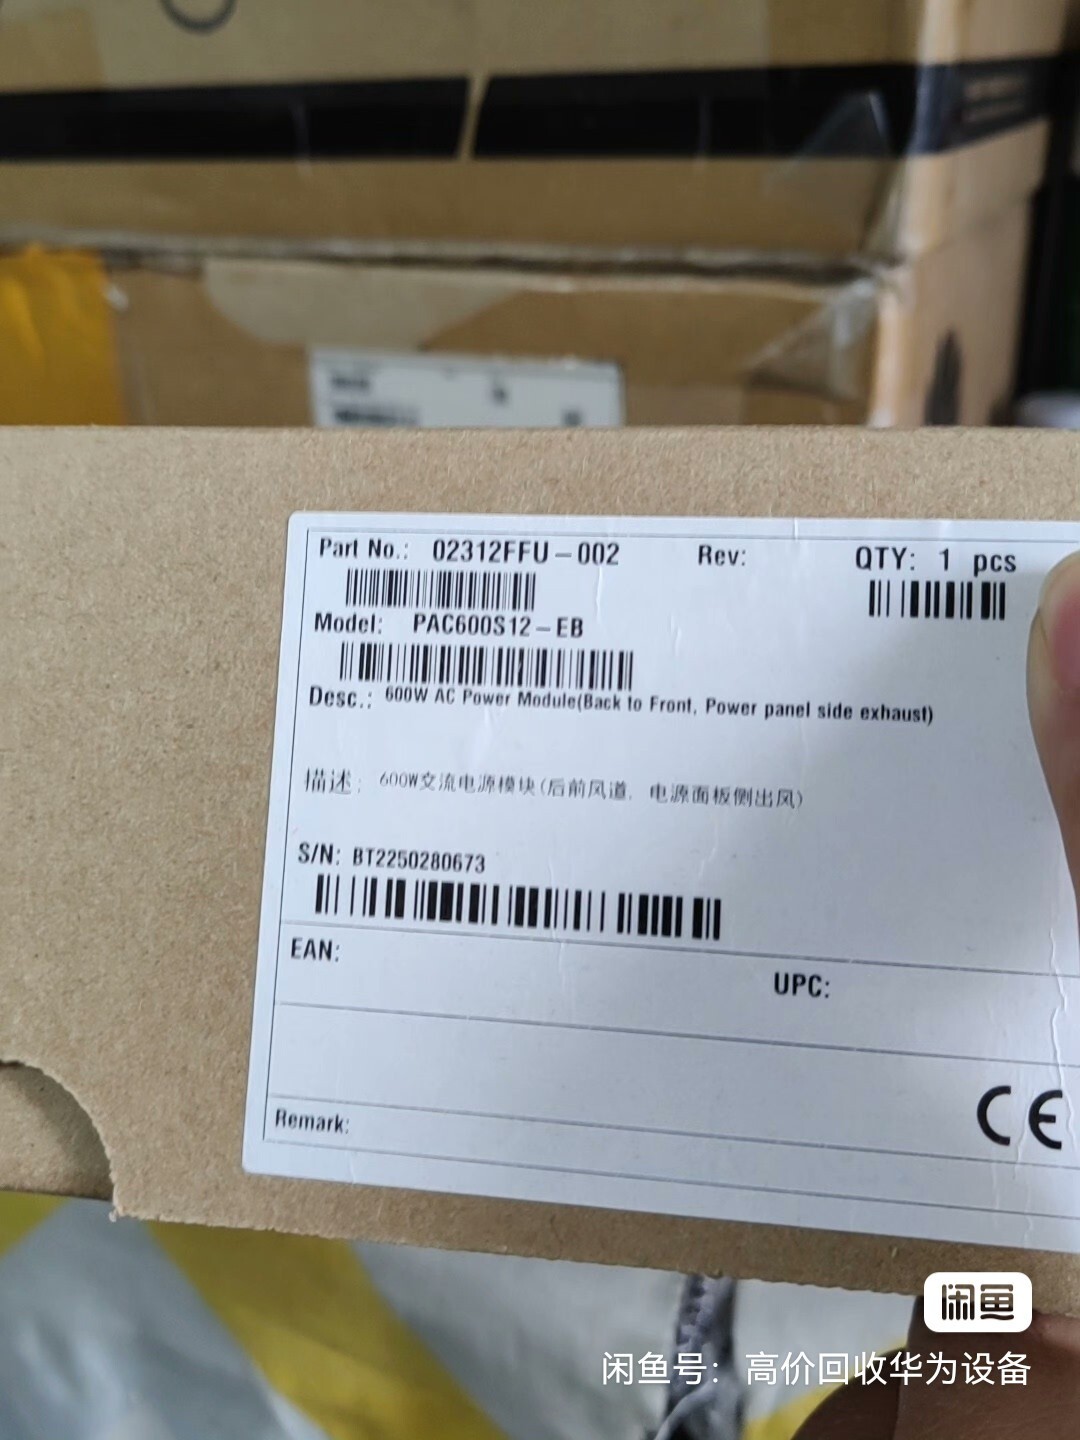 Part No.: 02312FFU-002 Rev: QTY: 1 pcs
Model: PAC600S12-EB
Desc.: 600W AC Power Module(Back to Front, Power panel side exhaust)
描述: 600W交流电源模块(后前风道, 电源面板侧出风)
S/N: BT2250280673
EAN:
UPC:
CE
Remark:
闲鱼
闲鱼号：高价回收华为设备